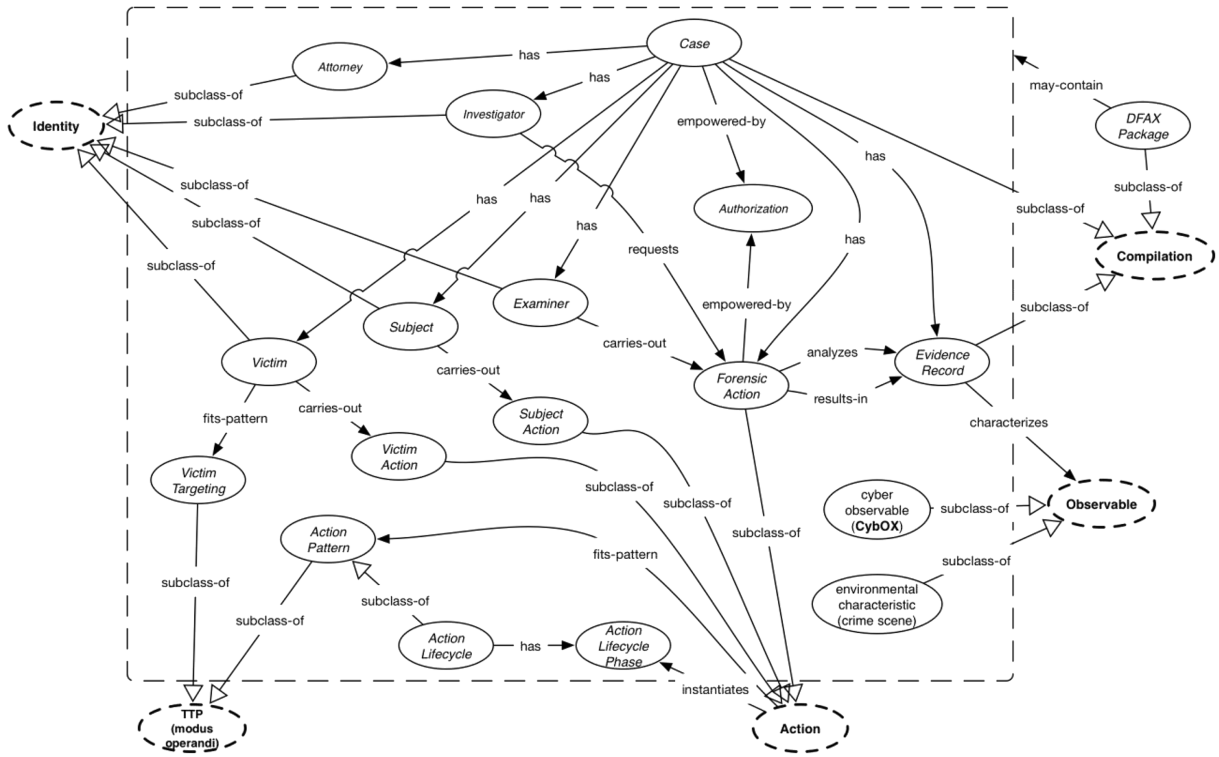 Case
has
Attorney
has
may-contain
subclass-of
Investigator
DFAX
Package
Identity
subclass-of
empowered-by
has
subclass-of
subclass-of
has
has
Authorization
subclass-of
subclass-of
has
requests
has
Compilation
subclass-of
Examiner
empowered-by
subclass-of
Subject
carries-out
analyzes
Evidence
Record
Victim
carries-out
Forensic
Action
results-in
fits-pattern
carries-out
Subject
Action
characterizes
Victim
Action
Victim
Targeting
subclass-of
subclass-of
cyber
observable
(CybOX)
subclass-of
Observable
Action
Pattern
fits-pattern
subclass-of
subclass-of
subclass-of
environmental
characteristic
(crime scene)
subclass-of
subclass-of
Action
Lifecycle
has
Action
Lifecycle
Phase
instantiates
TTP
(modus
operandi)
Action